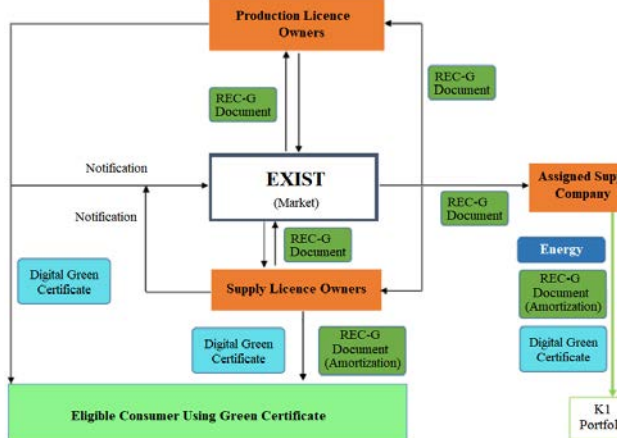 Production Licence
Owners
REC-G
Document
REC-G
Document
Notification
EXIST
(Market)
Assigned
Company
REC-G
Document
Notification
REC-G
Document
Energy
Digital Green
Certificate
Supply Licence Owners
REC-G
Document
(Amortization)
Digital Green
Certificate
REC-G
Document
(Amortization)
Digital Green
Certificate
Eligible Consumer Using Green Certificate
K1